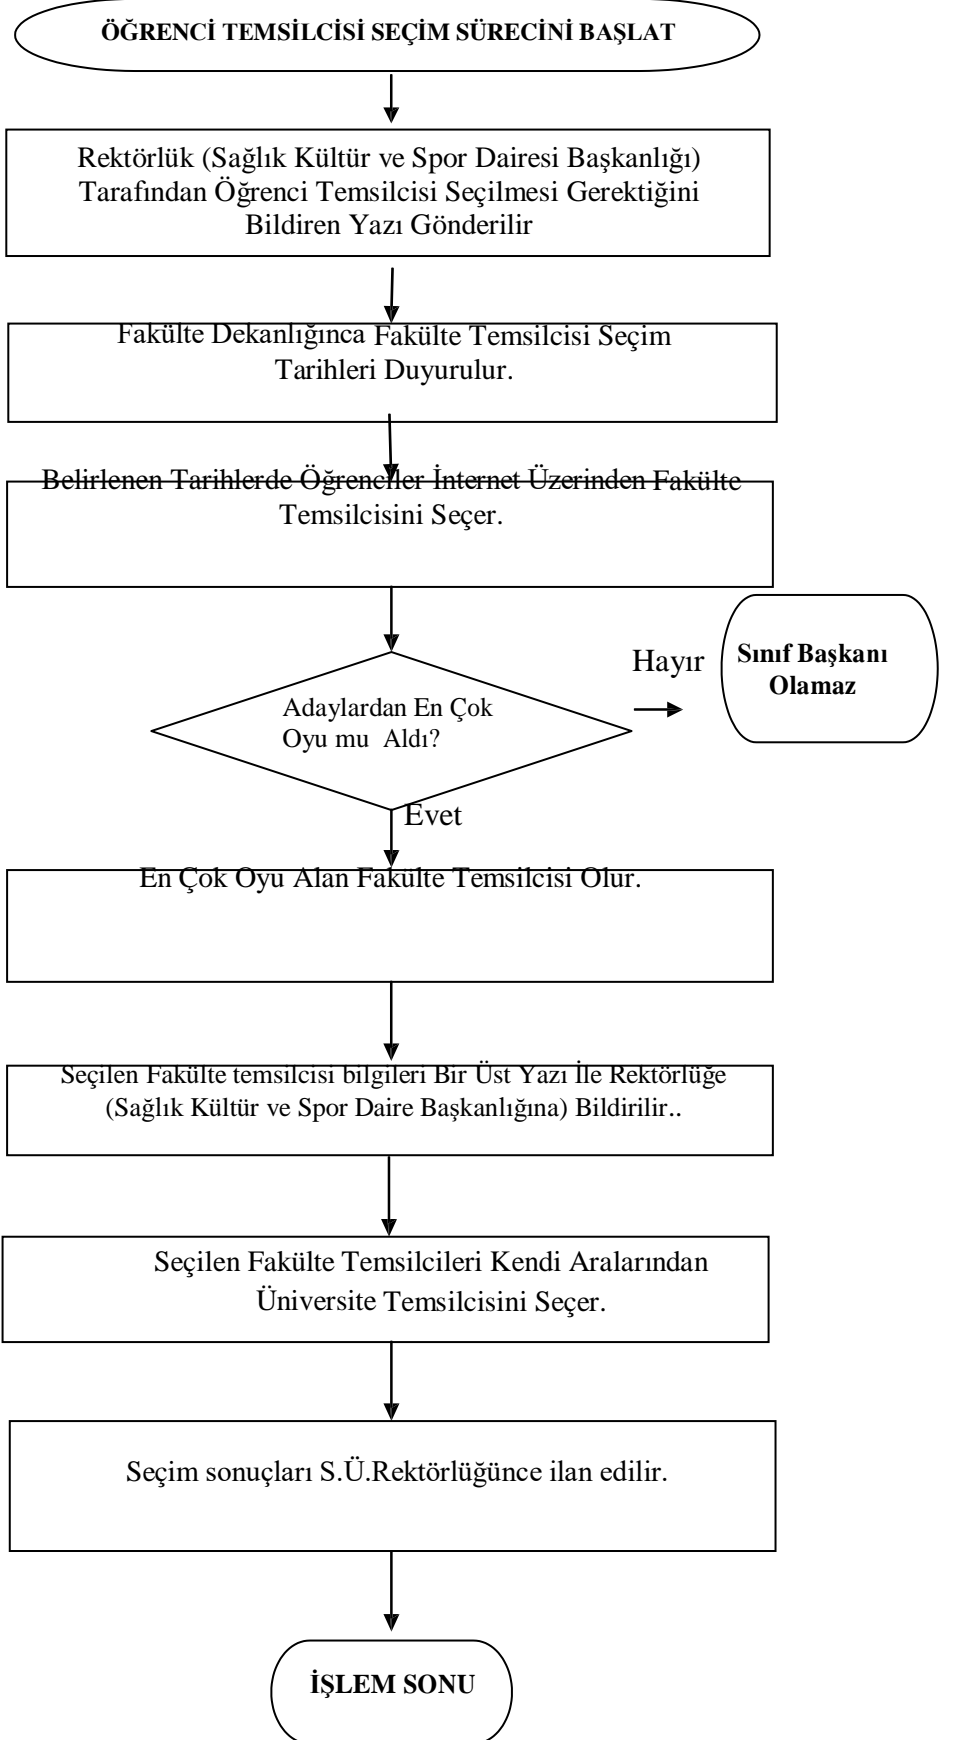 ÖĞRENCİ TEMSİLCİSİ SEÇİM SÜRECİNİ BAŞLAT
Rektörlük (Sağlık Kültür ve Spor Dairesi Başkanlığı)
Tarafından Öğrenci Temsilcisi Seçilmesi Gerektiğini
Bildiren Yazı Gönderilir
Fakülte Dekanlığınca Fakülte Temsilcisi Seçim
Tarihleri Duyurulur.
Belirlenen Tarihlerde Öğrenciler İnternet Üzerinden Fakülte
Temsilcisini Seçer.
Hayır
Sınıf Başkanı
Olamaz
Adaylardan En Çok
Oyu mu Aldı?
Evet
En Çok Oyu Alan Fakülte Temsilcisi Olur.
Seçilen Fakülte temsilcisi bilgileri Bir Üst Yazı İle Rektörlüğe
(Sağlık Kültür ve Spor Daire Başkanlığına) Bildirilir..
Seçilen Fakülte Temsilcileri Kendi Aralarından
Üniversite Temsilcisini Seçer.
Seçim sonuçları S.Ü.Rektörlüğünce ilan edilir.
İŞLEM SONU